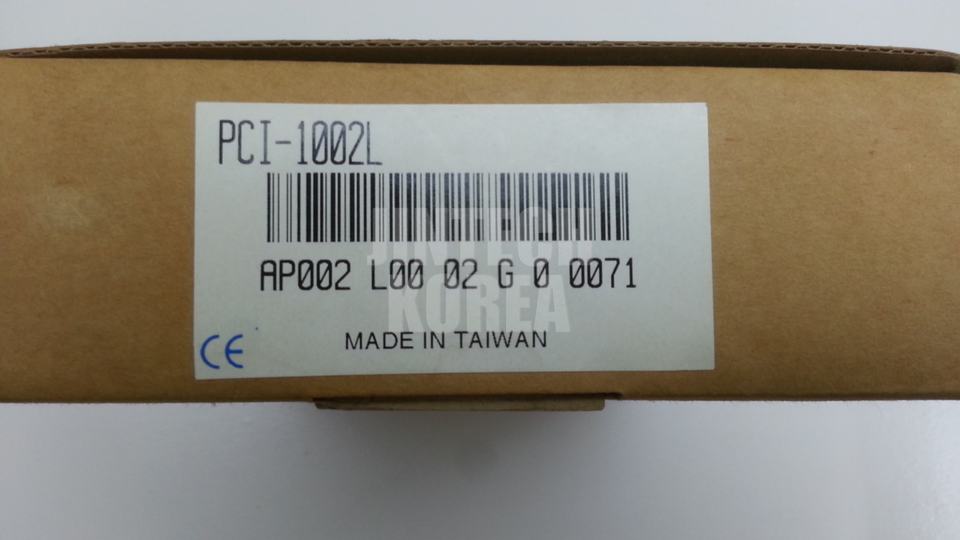 PCI-1002L
JINTECH
KOREA
AP002 L00 02 G 0 0071
MADE IN TAIWAN
CE